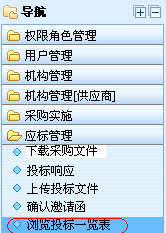 导航
权限角色管理
用户管理
机构管理
机构管理[供应商]
采购实施
应标管理
下载采购文件
投标响应
上传投标文件
确认邀请函
浏览投标一览表